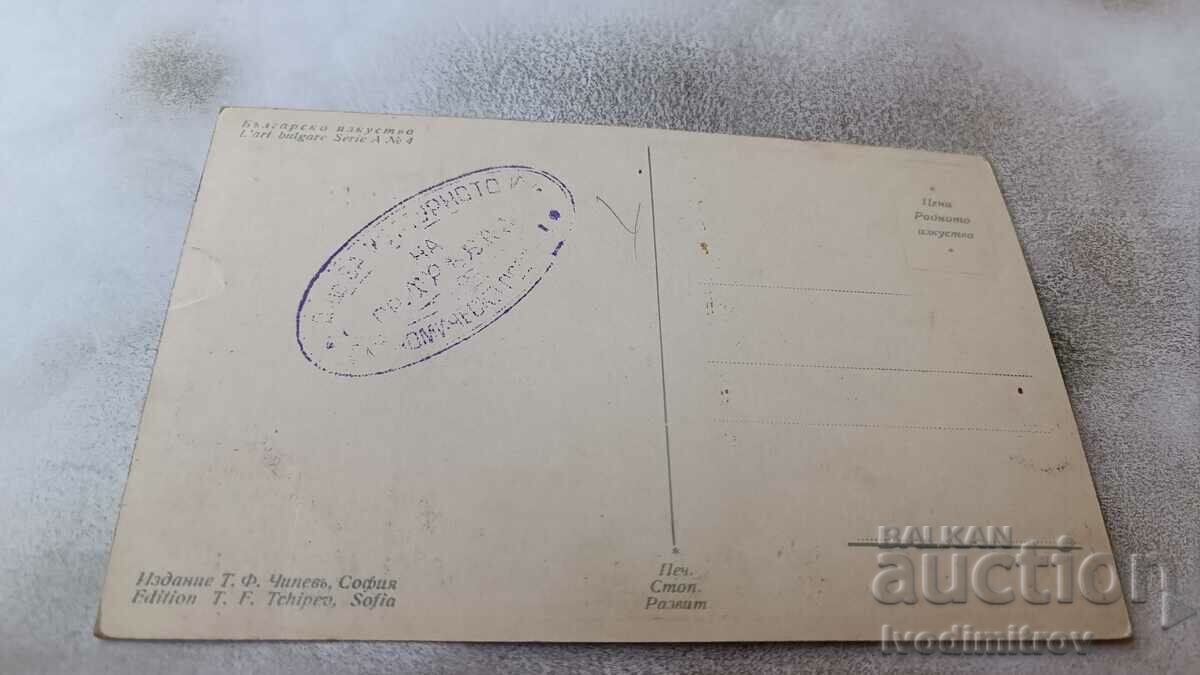 Българско изкуство
L'art bulgare Serie A № 4
НА
Цени
Родното
изкуство
Печ.
Стоп.
Развит
Издание Т. Ф. Чипевъ, София
Edition T. F. Tchipev, Sofia
BALKAN
auction
Ivodimitrov